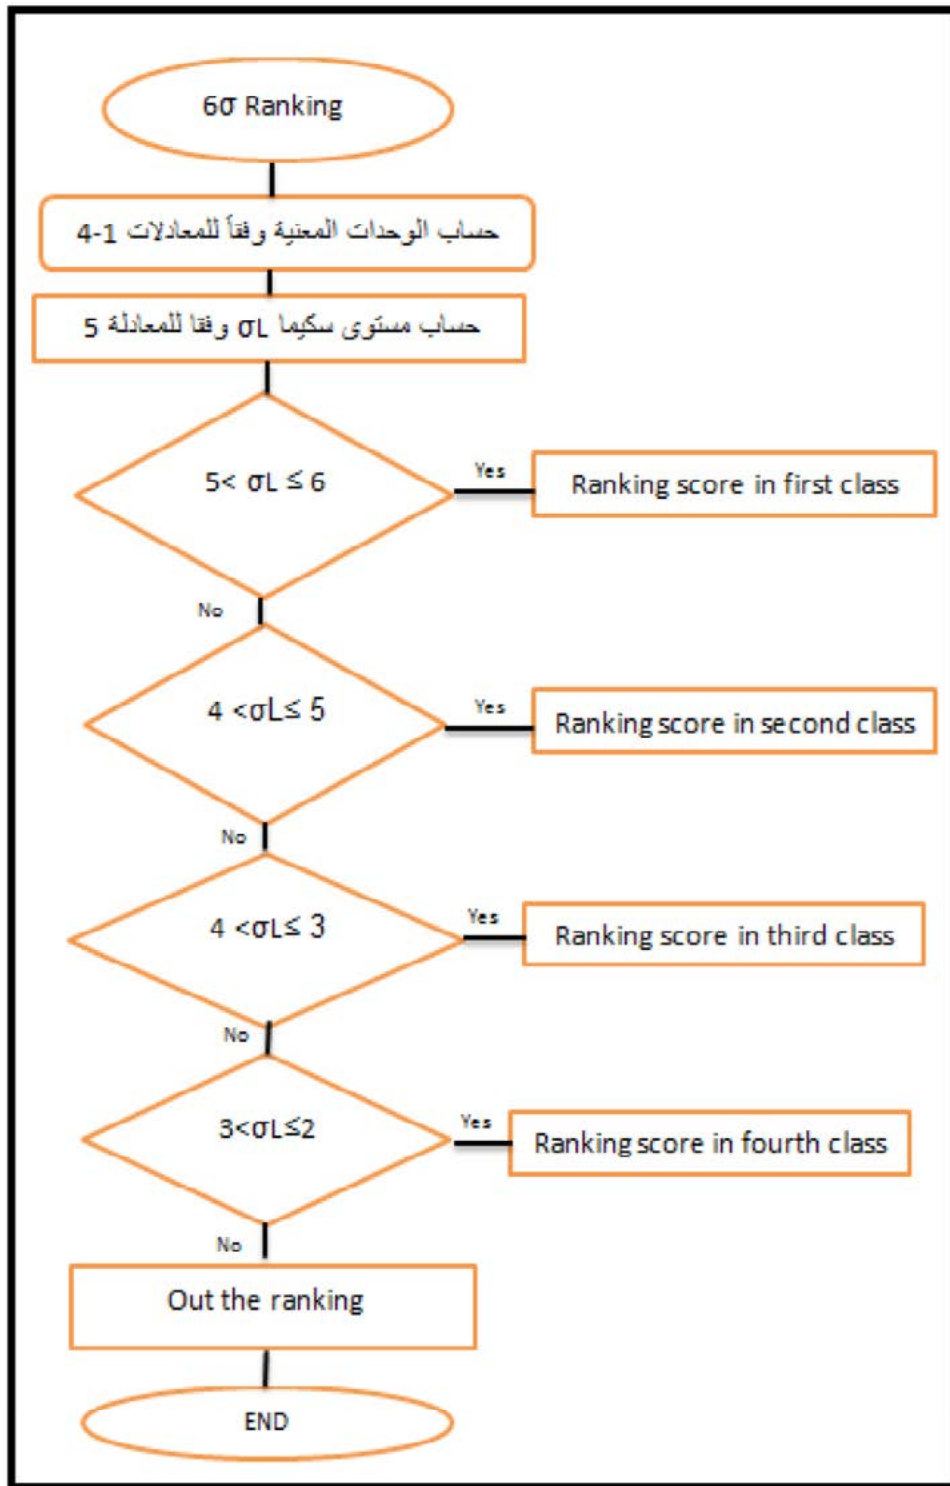 6σ Ranking
حساب الوحدات المعنية وفقاً للمعادلات 1-4
حساب مستوى سكيما σL وفقا للمعادلة 5
5< σL ≤ 6
Yes
Ranking score in first class
No
4 <σL≤ 5
Yes
Ranking score in second class
No
4 <σL≤ 3
Yes
Ranking score in third class
No
3<σL≤2
Yes
Ranking score in fourth class
No
Out the ranking
END